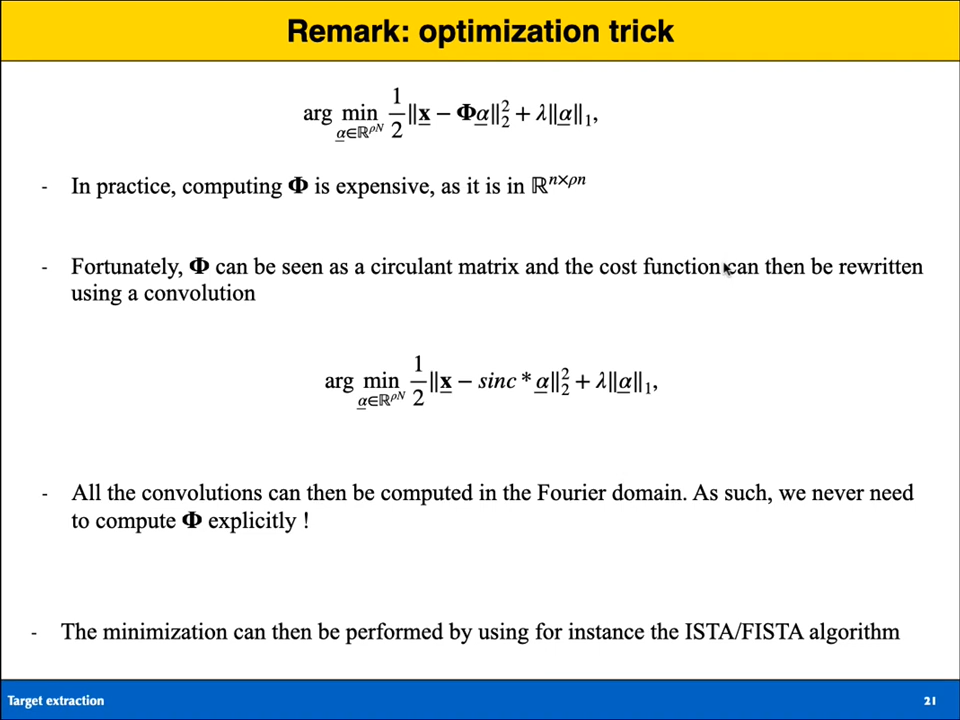 Remark: optimization trick
arg min_{α̲∈ℝ^{ρN}} 1/2 ‖x̲ − Φα̲‖₂² + λ‖α̲‖₁,
- In practice, computing Φ is expensive, as it is in ℝ^{n×ρn}
- Fortunately, Φ can be seen as a circulant matrix and the cost function can then be rewritten
using a convolution
arg min_{α̲∈ℝ^{ρN}} 1/2 ‖x̲ − sinc * α̲‖₂² + λ‖α̲‖₁,
- All the convolutions can then be computed in the Fourier domain. As such, we never need
to compute Φ explicitly !
- The minimization can then be performed by using for instance the ISTA/FISTA algorithm
Target extraction
21